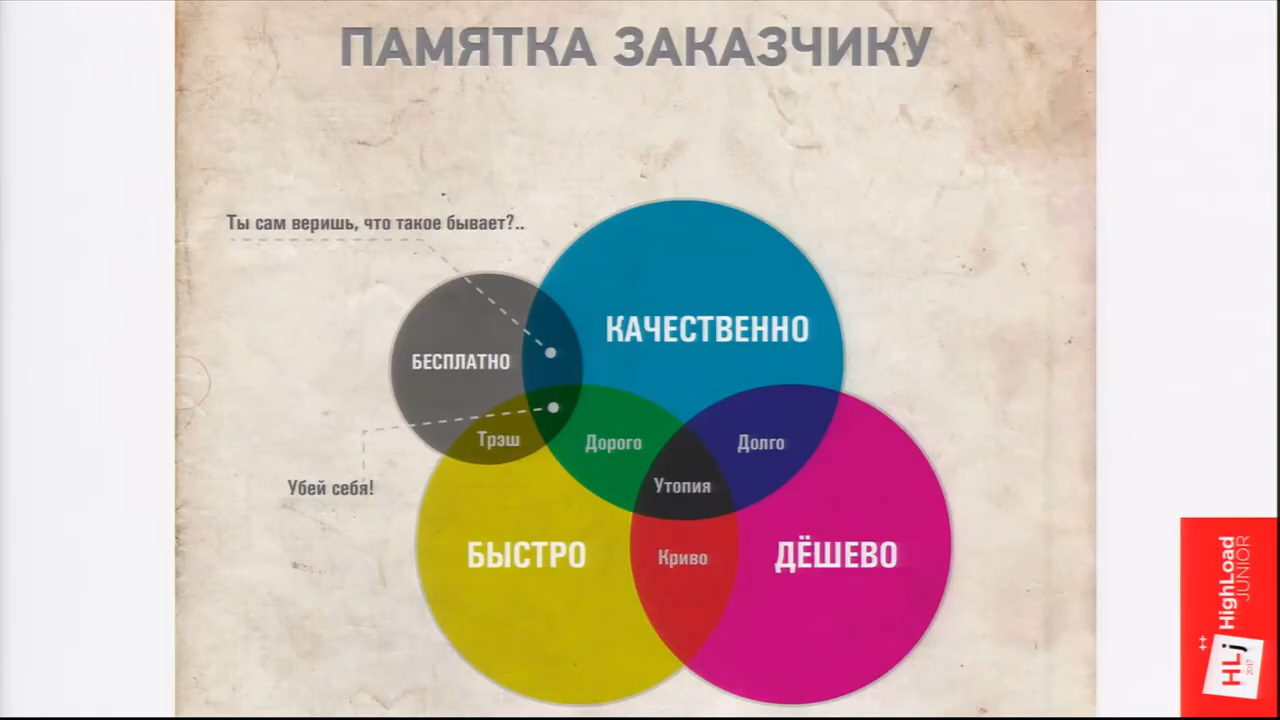 ПАМЯТКА ЗАКАЗЧИКУ
Ты сам веришь, что такое бывает?..
КАЧЕСТВЕННО
БЕСПЛАТНО
Трэш
Дорого
Долго
Утопия
Убей себя!
БЫСТРО
Криво
ДЁШЕВО
HighLoad
JUNIOR
++
HLj
2017